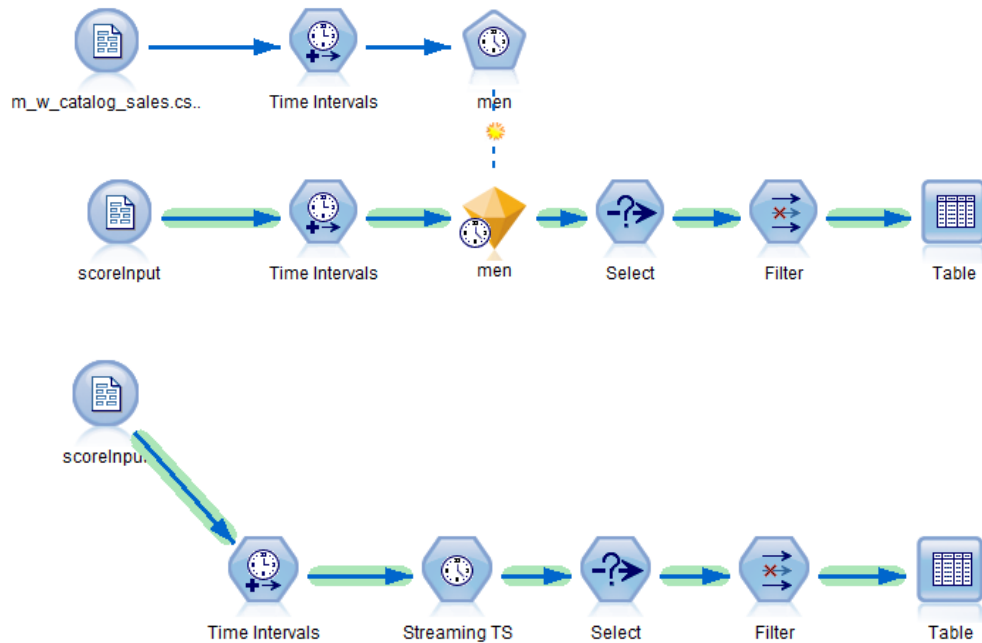 m_w_catalog_sales.cs..
Time Intervals
men
scoreInput
Time Intervals
men
Select
Filter
Table
scoreInput
Time Intervals
Streaming TS
Select
Filter
Table